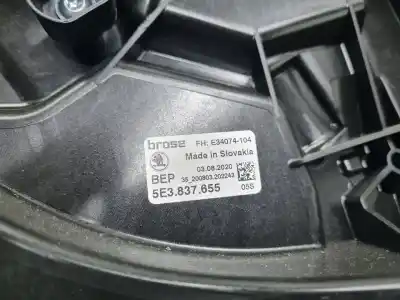 brose FH: E34074-104
Made in Slovakia
03.08.2020
BEP 35_200803.202243
5E3.837.655 05S